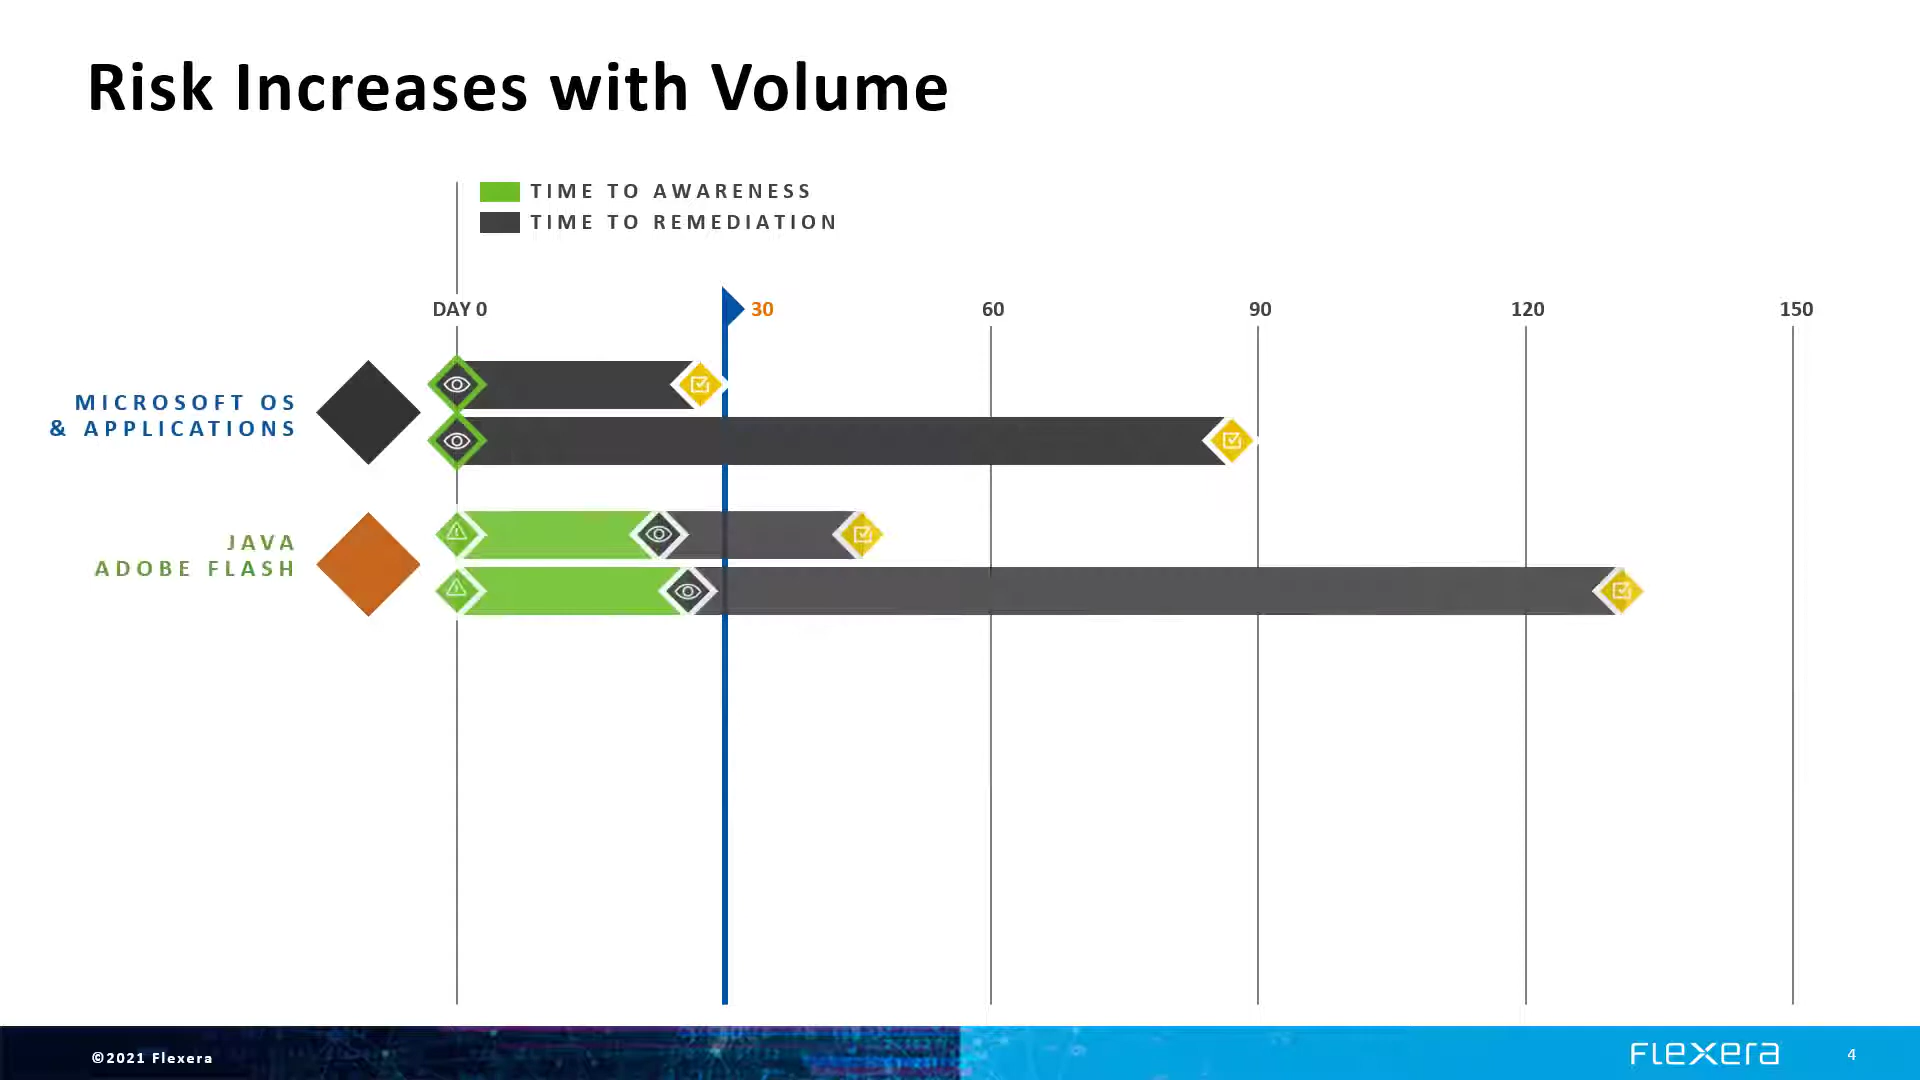 Risk Increases with Volume
TIME TO AWARENESS
TIME TO REMEDIATION
DAY 0
30
60
90
120
150
MICROSOFT OS
& APPLICATIONS
JAVA
ADOBE FLASH
©2021 Flexera
FLEXERA
4